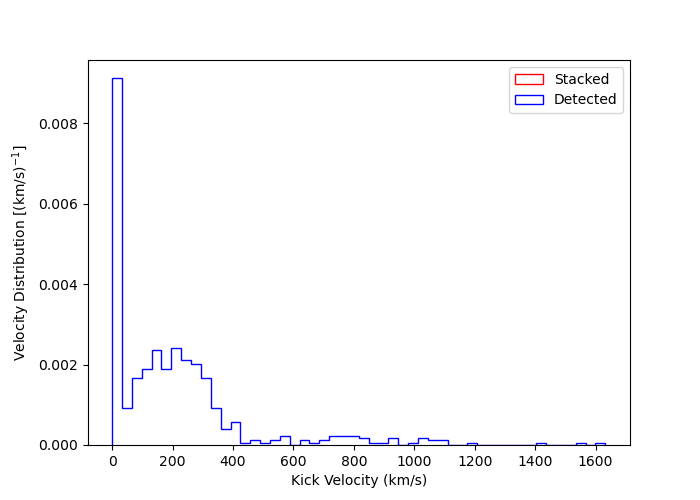 Stacked
Detected
0.008
0.006
0.004
0.002
0.000
Velocity Distribution [(km/s)$^{-1}$]
0 200 400 600 800 1000 1200 1400 1600
Kick Velocity (km/s)